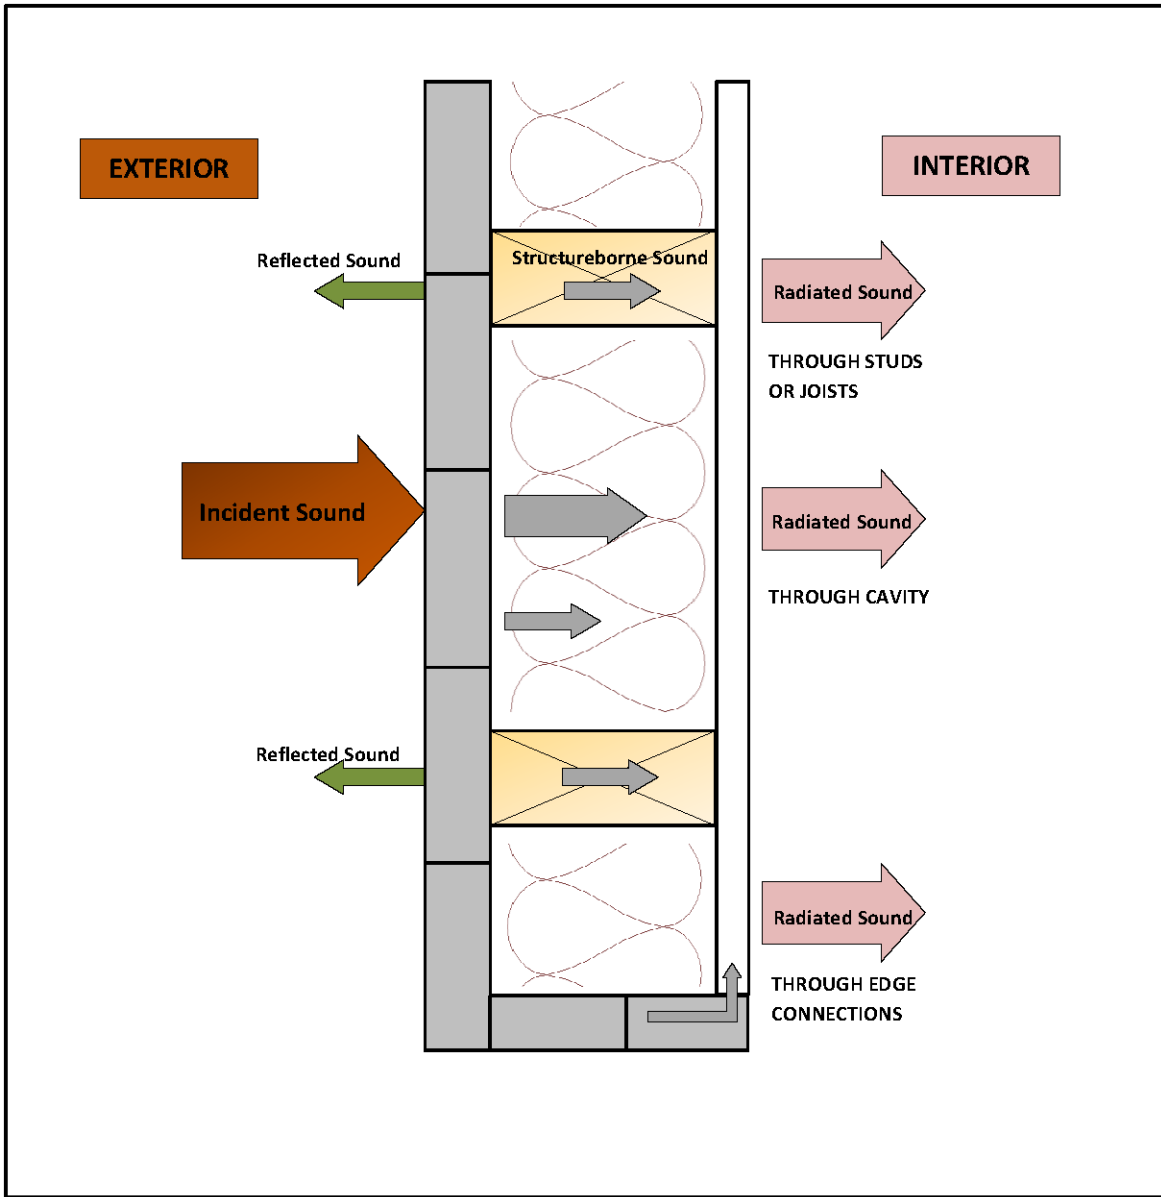 EXTERIOR
INTERIOR
Reflected Sound
Structureborne Sound
Radiated Sound
THROUGH STUDS
OR JOISTS
Incident Sound
Radiated Sound
THROUGH CAVITY
Reflected Sound
Radiated Sound
THROUGH EDGE
CONNECTIONS